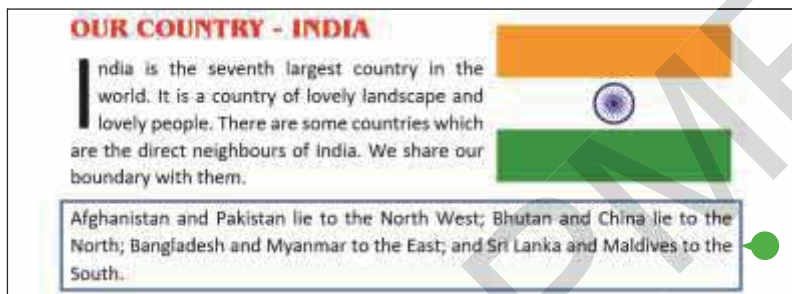 OUR COUNTRY - INDIA
India is the seventh largest country in the
world. It is a country of lovely landscape and
lovely people. There are some countries which
are the direct neighbours of India. We share our
boundary with them.
Afghanistan and Pakistan lie to the North West; Bhutan and China lie to the
North; Bangladesh and Myanmar to the East; and Sri Lanka and Maldives to the
South.